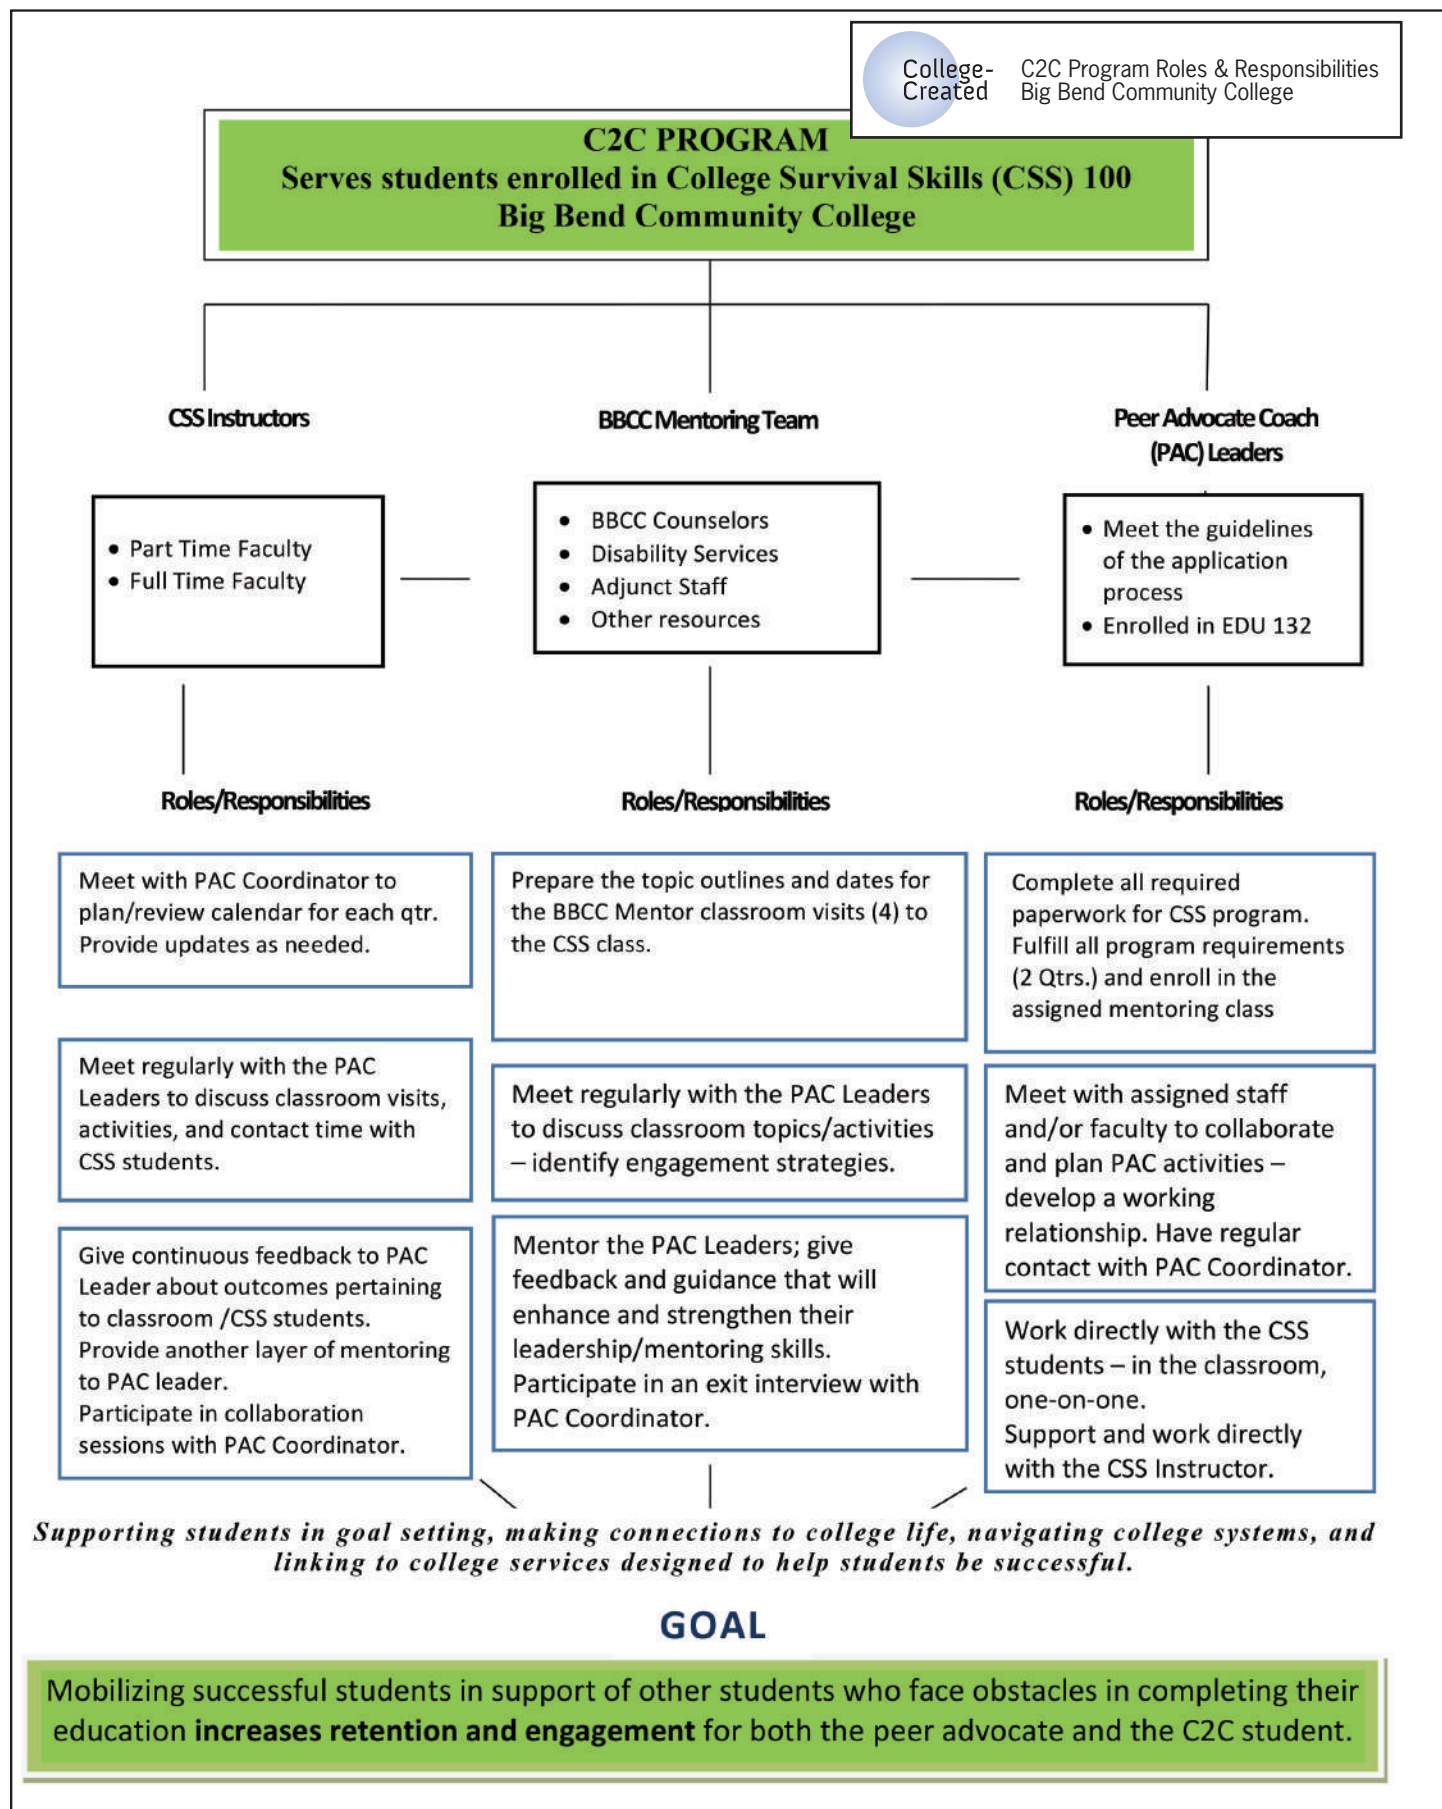 College-
Created
C2C Program Roles & Responsibilities
Big Bend Community College
C2C PROGRAM
Serves students enrolled in College Survival Skills (CSS) 100
Big Bend Community College
CSS Instructors
• Part Time Faculty
• Full Time Faculty
Roles/Responsibilities
Meet with PAC Coordinator to
plan/review calendar for each qtr.
Provide updates as needed.
Meet regularly with the PAC
Leaders to discuss classroom visits,
activities, and contact time with
CSS students.
Give continuous feedback to PAC
Leader about outcomes pertaining
to classroom /CSS students.
Provide another layer of mentoring
to PAC leader.
Participate in collaboration
sessions with PAC Coordinator.
BBCC Mentoring Team
• BBCC Counselors
• Disability Services
• Adjunct Staff
• Other resources
Roles/Responsibilities
Prepare the topic outlines and dates for
the BBCC Mentor classroom visits (4) to
the CSS class.
Meet regularly with the PAC Leaders
to discuss classroom topics/activities
– identify engagement strategies.
Mentor the PAC Leaders; give
feedback and guidance that will
enhance and strengthen their
leadership/mentoring skills.
Participate in an exit interview with
PAC Coordinator.
Peer Advocate Coach
(PAC) Leaders
• Meet the guidelines
of the application
process
• Enrolled in EDU 132
Roles/Responsibilities
Complete all required
paperwork for CSS program.
Fulfill all program requirements
(2 Qtrs.) and enroll in the
assigned mentoring class
Meet with assigned staff
and/or faculty to collaborate
and plan PAC activities –
develop a working
relationship. Have regular
contact with PAC Coordinator.
Work directly with the CSS
students – in the classroom,
one-on-one.
Support and work directly
with the CSS Instructor.
Supporting students in goal setting, making connections to college life, navigating college systems, and
linking to college services designed to help students be successful.
GOAL
Mobilizing successful students in support of other students who face obstacles in completing their
education increases retention and engagement for both the peer advocate and the C2C student.